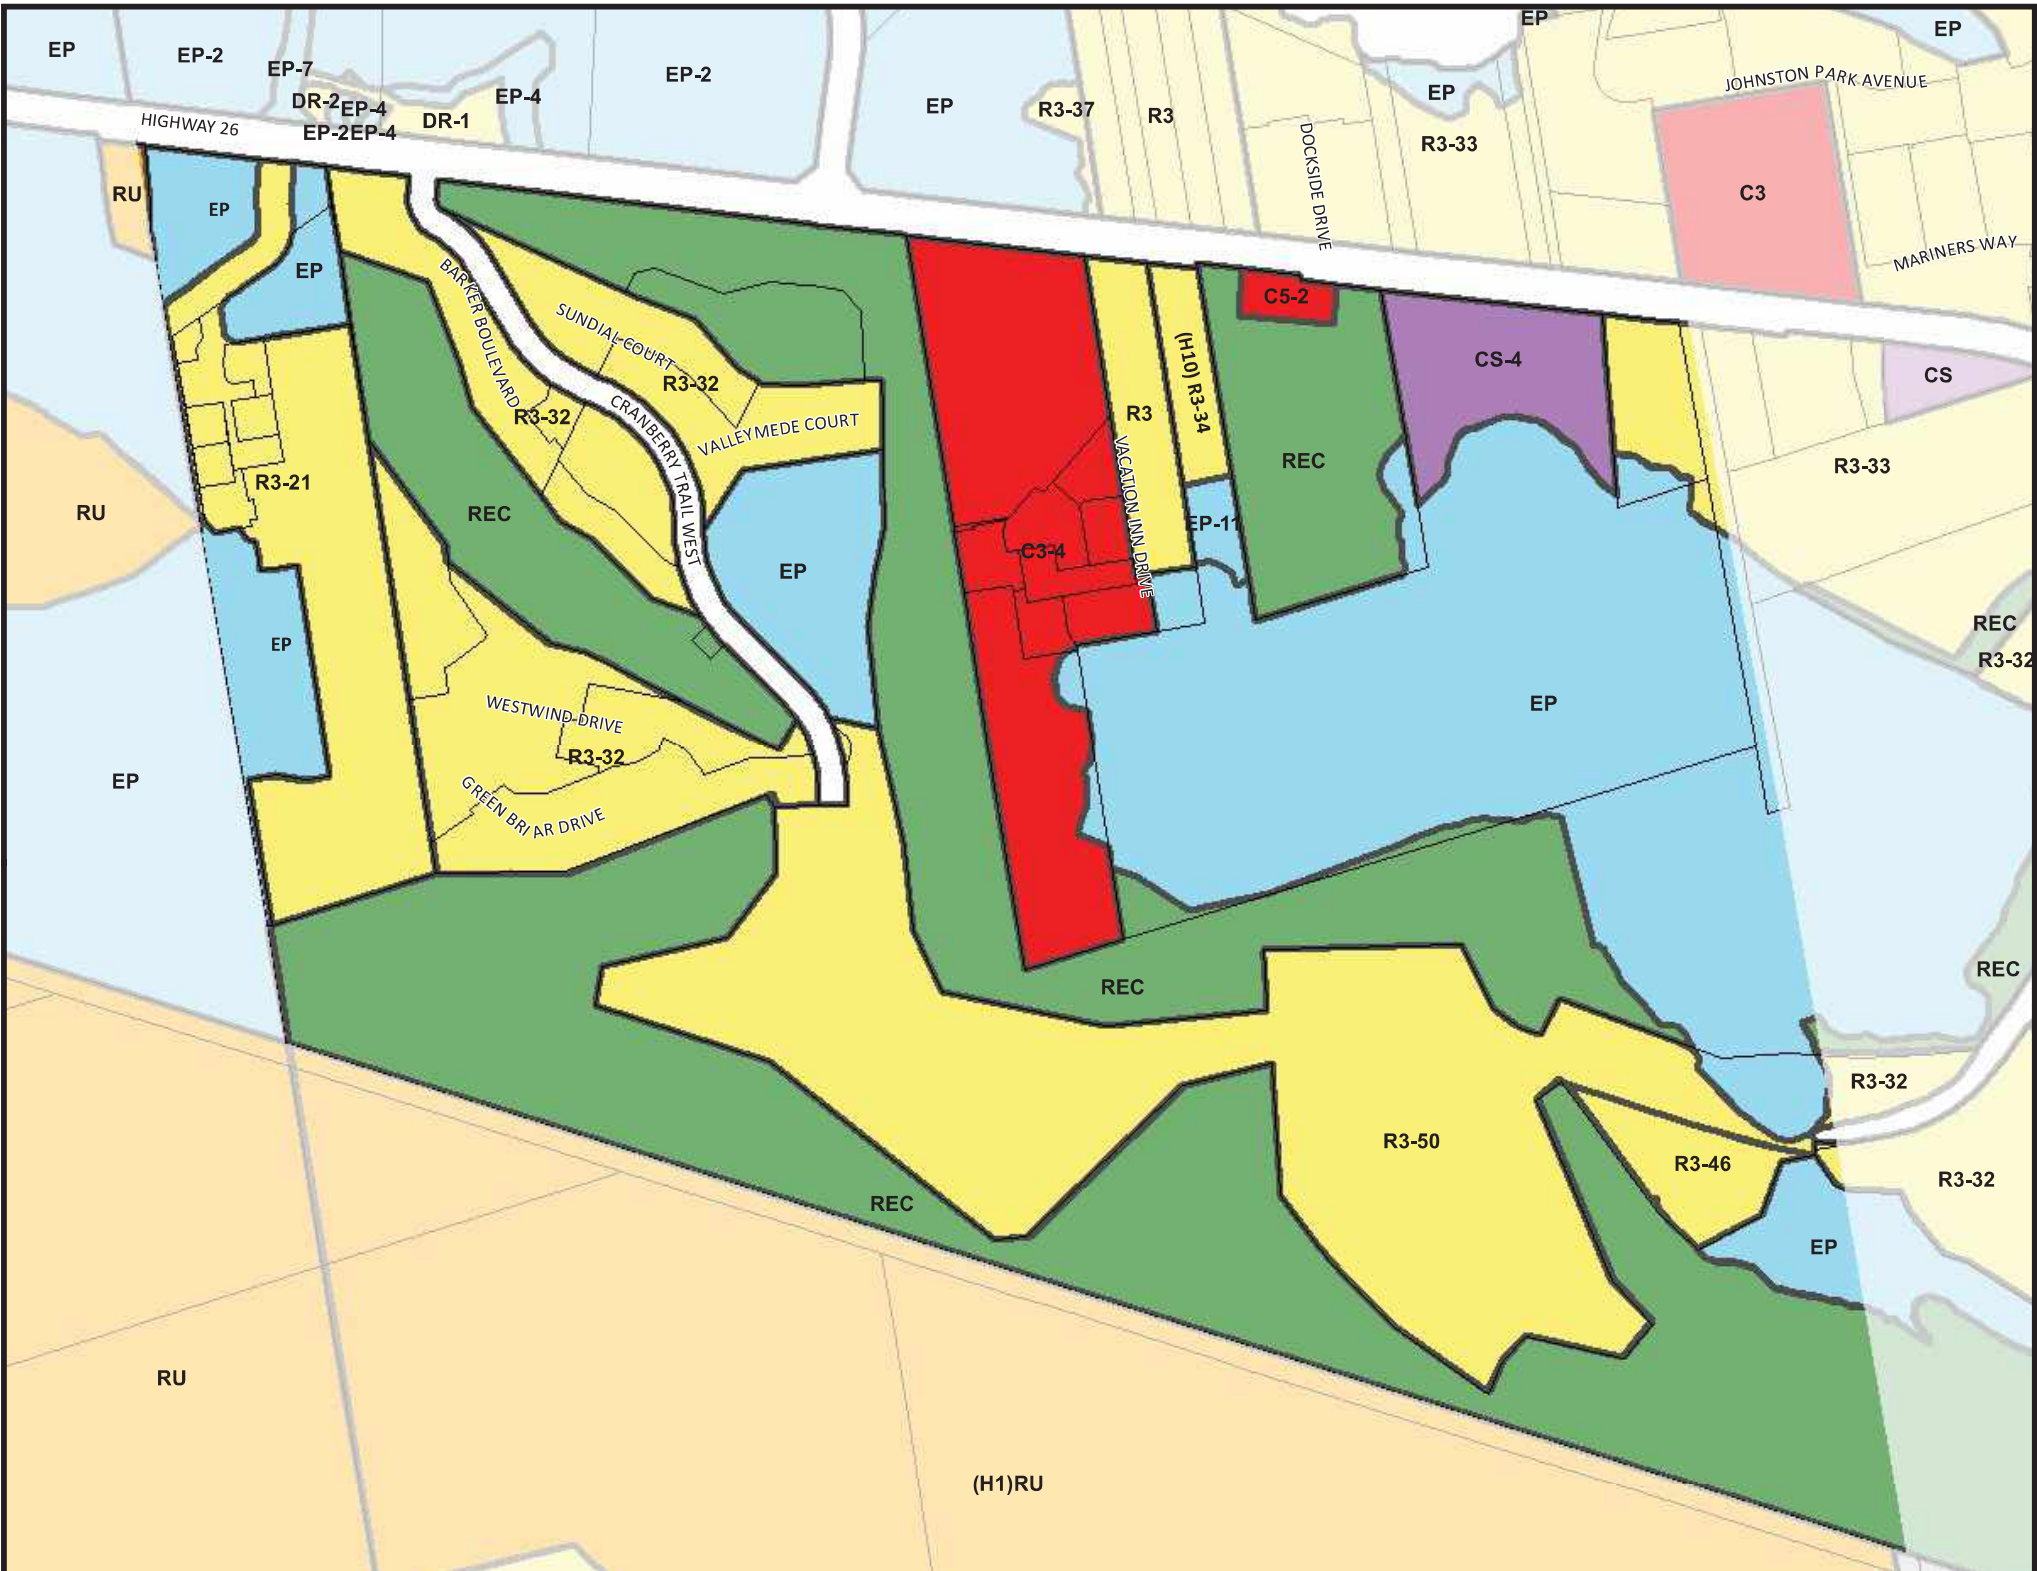 EP
EP
EP-2
EP-7
EP-2
EP-4
DR-2
EP-4
DR-1
EP-2
EP-4
HIGHWAY 26
EP
R3-37
R3
EP
R3-33
JOHNSTON PARK AVENUE
DOCKSIDE DRIVE
C3
MARINERS WAY
RU
EP
EP
BARKER BOULEVARD
SUNDIAL COURT
R3-32
R3-32
CRANBERRY TRAIL WEST
VALLEYMEDE COURT
C5-2
(H10) R3-34
R3
CS-4
CS
VACATION INN DRIVE
REC
R3-33
R3-21
RU
REC
EP-11
C3-4
EP
EP
REC
R3-32
WESTWIND DRIVE
R3-32
EP
EP
GREEN BRIAR DRIVE
REC
REC
R3-32
R3-50
R3-46
R3-32
REC
EP
RU
(H1)RU